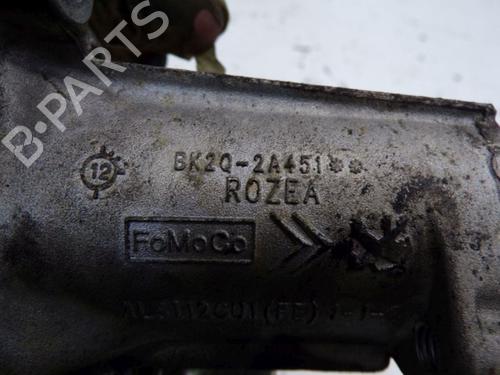 B-PARTS
12
BK2Q-2A451**
ROZEA
FoMoCo